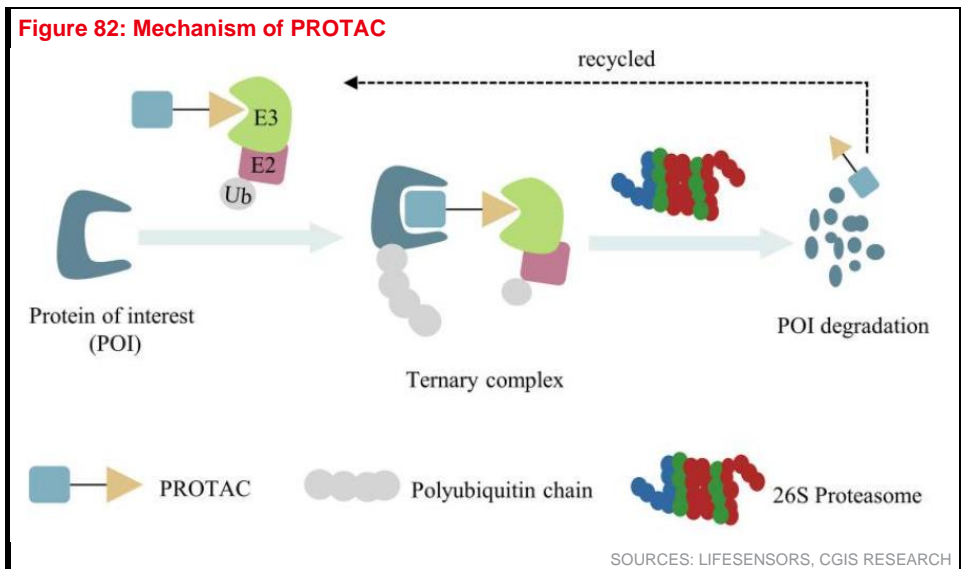 Figure 82: Mechanism of PROTAC
recycled
E3
E2
Ub
Protein of interest
(POI)
POI degradation
Ternary complex
PROTAC
Polyubiquitin chain
26S Proteasome
SOURCES: LIFESENSORS, CGIS RESEARCH